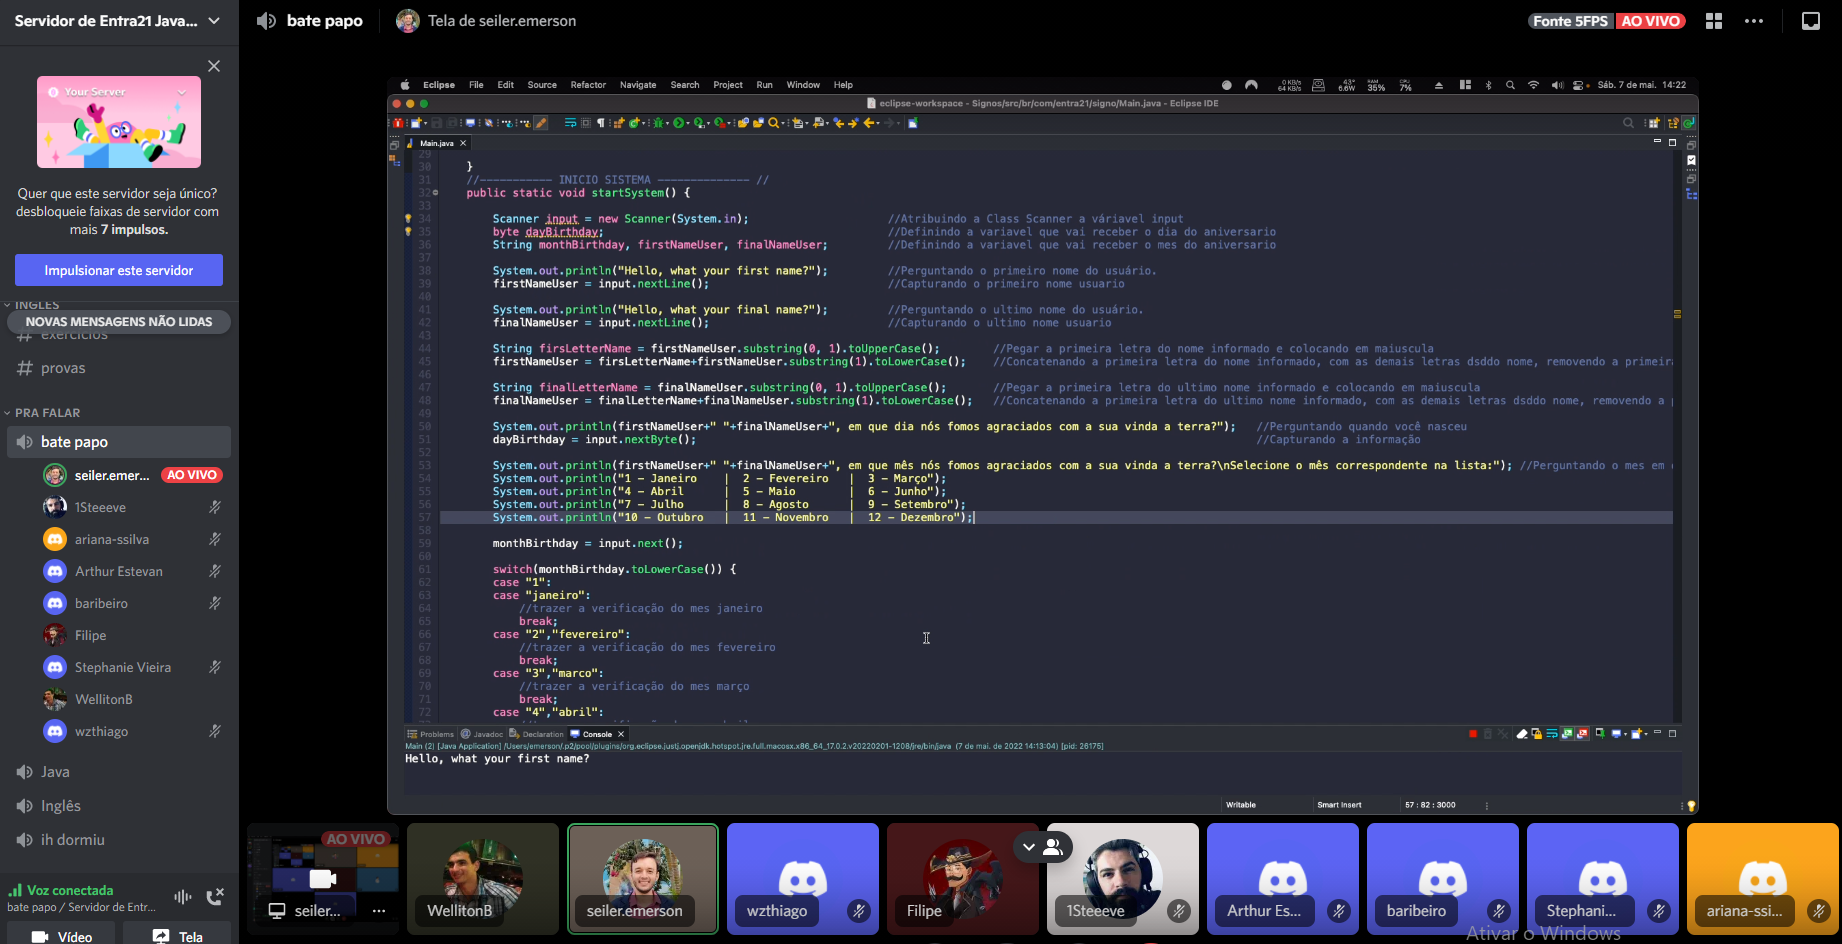 Servidor de Entra21 Java...
Your Server
Quer que este servidor seja único?
desbloqueie faixas de servidor com
mais 7 impulsos.
Impulsionar este servidor
INGLES
NOVAS MENSAGENS NÃO LIDAS
exercicios
provas
PRA FALAR
bate papo
seiler.emer... AO VIVO
1Steeeve
ariana-ssilva
Arthur Estevan
baribeiro
Filipe
Stephanie Vieira
WellitonB
wzthiago
Java
Inglês
ih dormiu
Voz conectada
bate papo / Servidor de Entr...
Vídeo Tela
bate papo Tela de seiler.emerson Fonte 5FPS AO VIVO
Eclipse File Edit Source Refactor Navigate Search Project Run Window Help 35% 7% Sáb. 7 de mai. 14:22
eclipse-workspace - Signos/src/br/com/entra21/signo/Main.java - Eclipse IDE
Main.java
29
30 }
31 //----------- INICIO SISTEMA -------------- //
32 public static void startSystem() {
33
34 Scanner input = new Scanner(System.in); //Atribuindo a Class Scanner a váriavel input
35 byte dayBirthday; //Definindo a variavel que vai receber o dia do aniversario
36 String monthBirthday, firstNameUser, finalNameUser; //Definindo a variavel que vai receber o mes do aniversario
37
38 System.out.println("Hello, what your first name?"); //Perguntando o primeiro nome do usuário.
39 firstNameUser = input.nextLine(); //Capturando o primeiro nome usuario
40
41 System.out.println("Hello, what your final name?"); //Perguntando o ultimo nome do usuário.
42 finalNameUser = input.nextLine(); //Capturando o ultimo nome usuario
43
44 String firsLetterName = firstNameUser.substring(0, 1).toUpperCase(); //Pegar a primeira letra do nome informado e colocando em maiuscula
45 firstNameUser = firsLetterName+firstNameUser.substring(1).toLowerCase(); //Concatenando a primeira letra do nome informado, com as demais letras dsddo nome, removendo a primeir
46
47 String finalLetterName = finalNameUser.substring(0, 1).toUpperCase(); //Pegar a primeira letra do ultimo nome informado e colocando em maiuscula
48 finalNameUser = finalLetterName+finalNameUser.substring(1).toLowerCase(); //Concatenando a primeira letra do ultimo nome informado, com as demais letras dsddo nome, removendo a p
49
50 System.out.println(firstNameUser+" "+finalNameUser+", em que dia nós fomos agraciados com a sua vinda a terra?"); //Perguntando quando você nasceu
51 dayBirthday = input.nextByte(); //Capturando a informação
52
53 System.out.println(firstNameUser+" "+finalNameUser+", em que mês nós fomos agraciados com a sua vinda a terra?\nSelecione o mês correspondente na lista:"); //Perguntando o mes em
54 System.out.println("1 – Janeiro | 2 – Fevereiro | 3 – Março");
55 System.out.println("4 – Abril | 5 – Maio | 6 – Junho");
56 System.out.println("7 – Julho | 8 – Agosto | 9 – Setembro");
57 System.out.println("10 – Outubro | 11 – Novembro | 12 – Dezembro");
58
59 monthBirthday = input.next();
60
61 switch(monthBirthday.toLowerCase()) {
62 case "1":
63 case "janeiro":
64 //trazer a verificação do mes janeiro
65 break;
66 case "2","fevereiro":
67 //trazer a verificação do mes fevereiro
68 break;
69 case "3","marco":
70 //trazer a verificação do mes março
71 break;
72 case "4","abril":
Problems Javadoc Declaration Console
Main (2) [Java Application] /Users/emerson/.p2/pool/plugins/org.eclipse.justj.openjdk.hotspot.jre.full.macosx.x86_64_17.0.2.v20220201-1208/jre/bin/java (7 de mai. de 2022 14:13:04) [pid: 26175]
Hello, what your first name?
Writable Smart Insert 57 : 82 : 3000
AO VIVO
seiler... WellitonB seiler.emerson wzthiago Filipe 1Steeeve Arthur Es... baribeiro Stephani... ariana-ssi...
Ativar o Windows